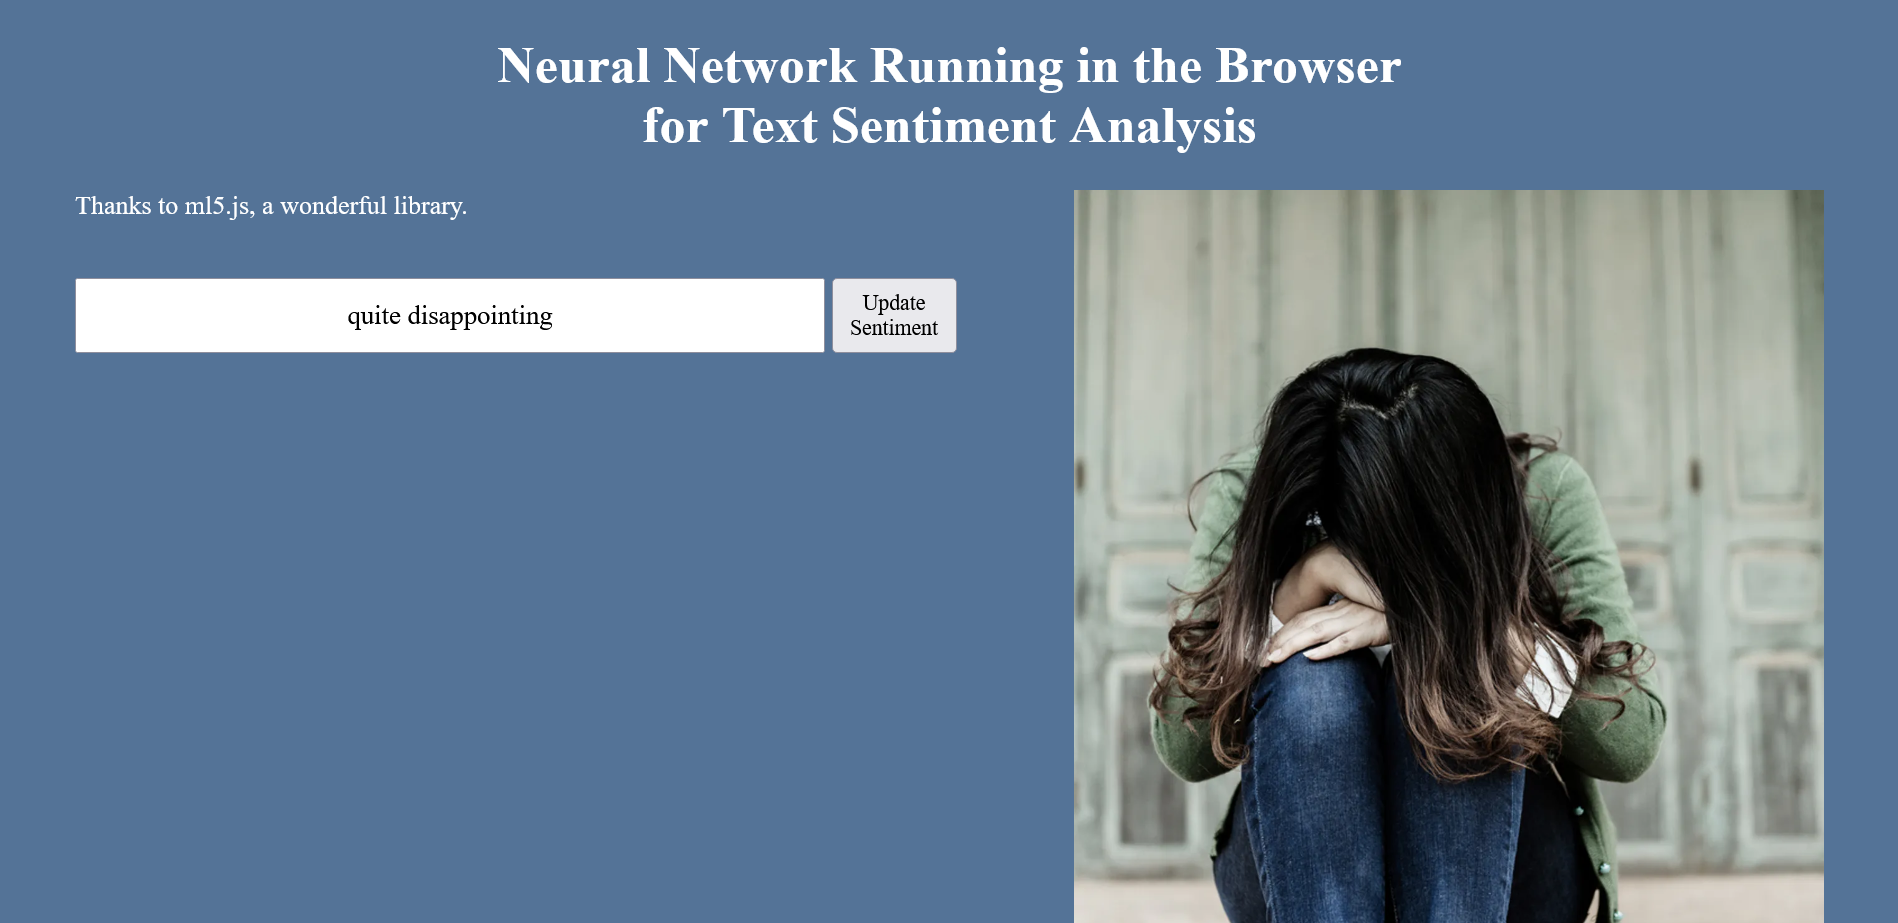 Neural Network Running in the Browser
for Text Sentiment Analysis
Thanks to ml5.js, a wonderful library.
quite disappointing
Update
Sentiment